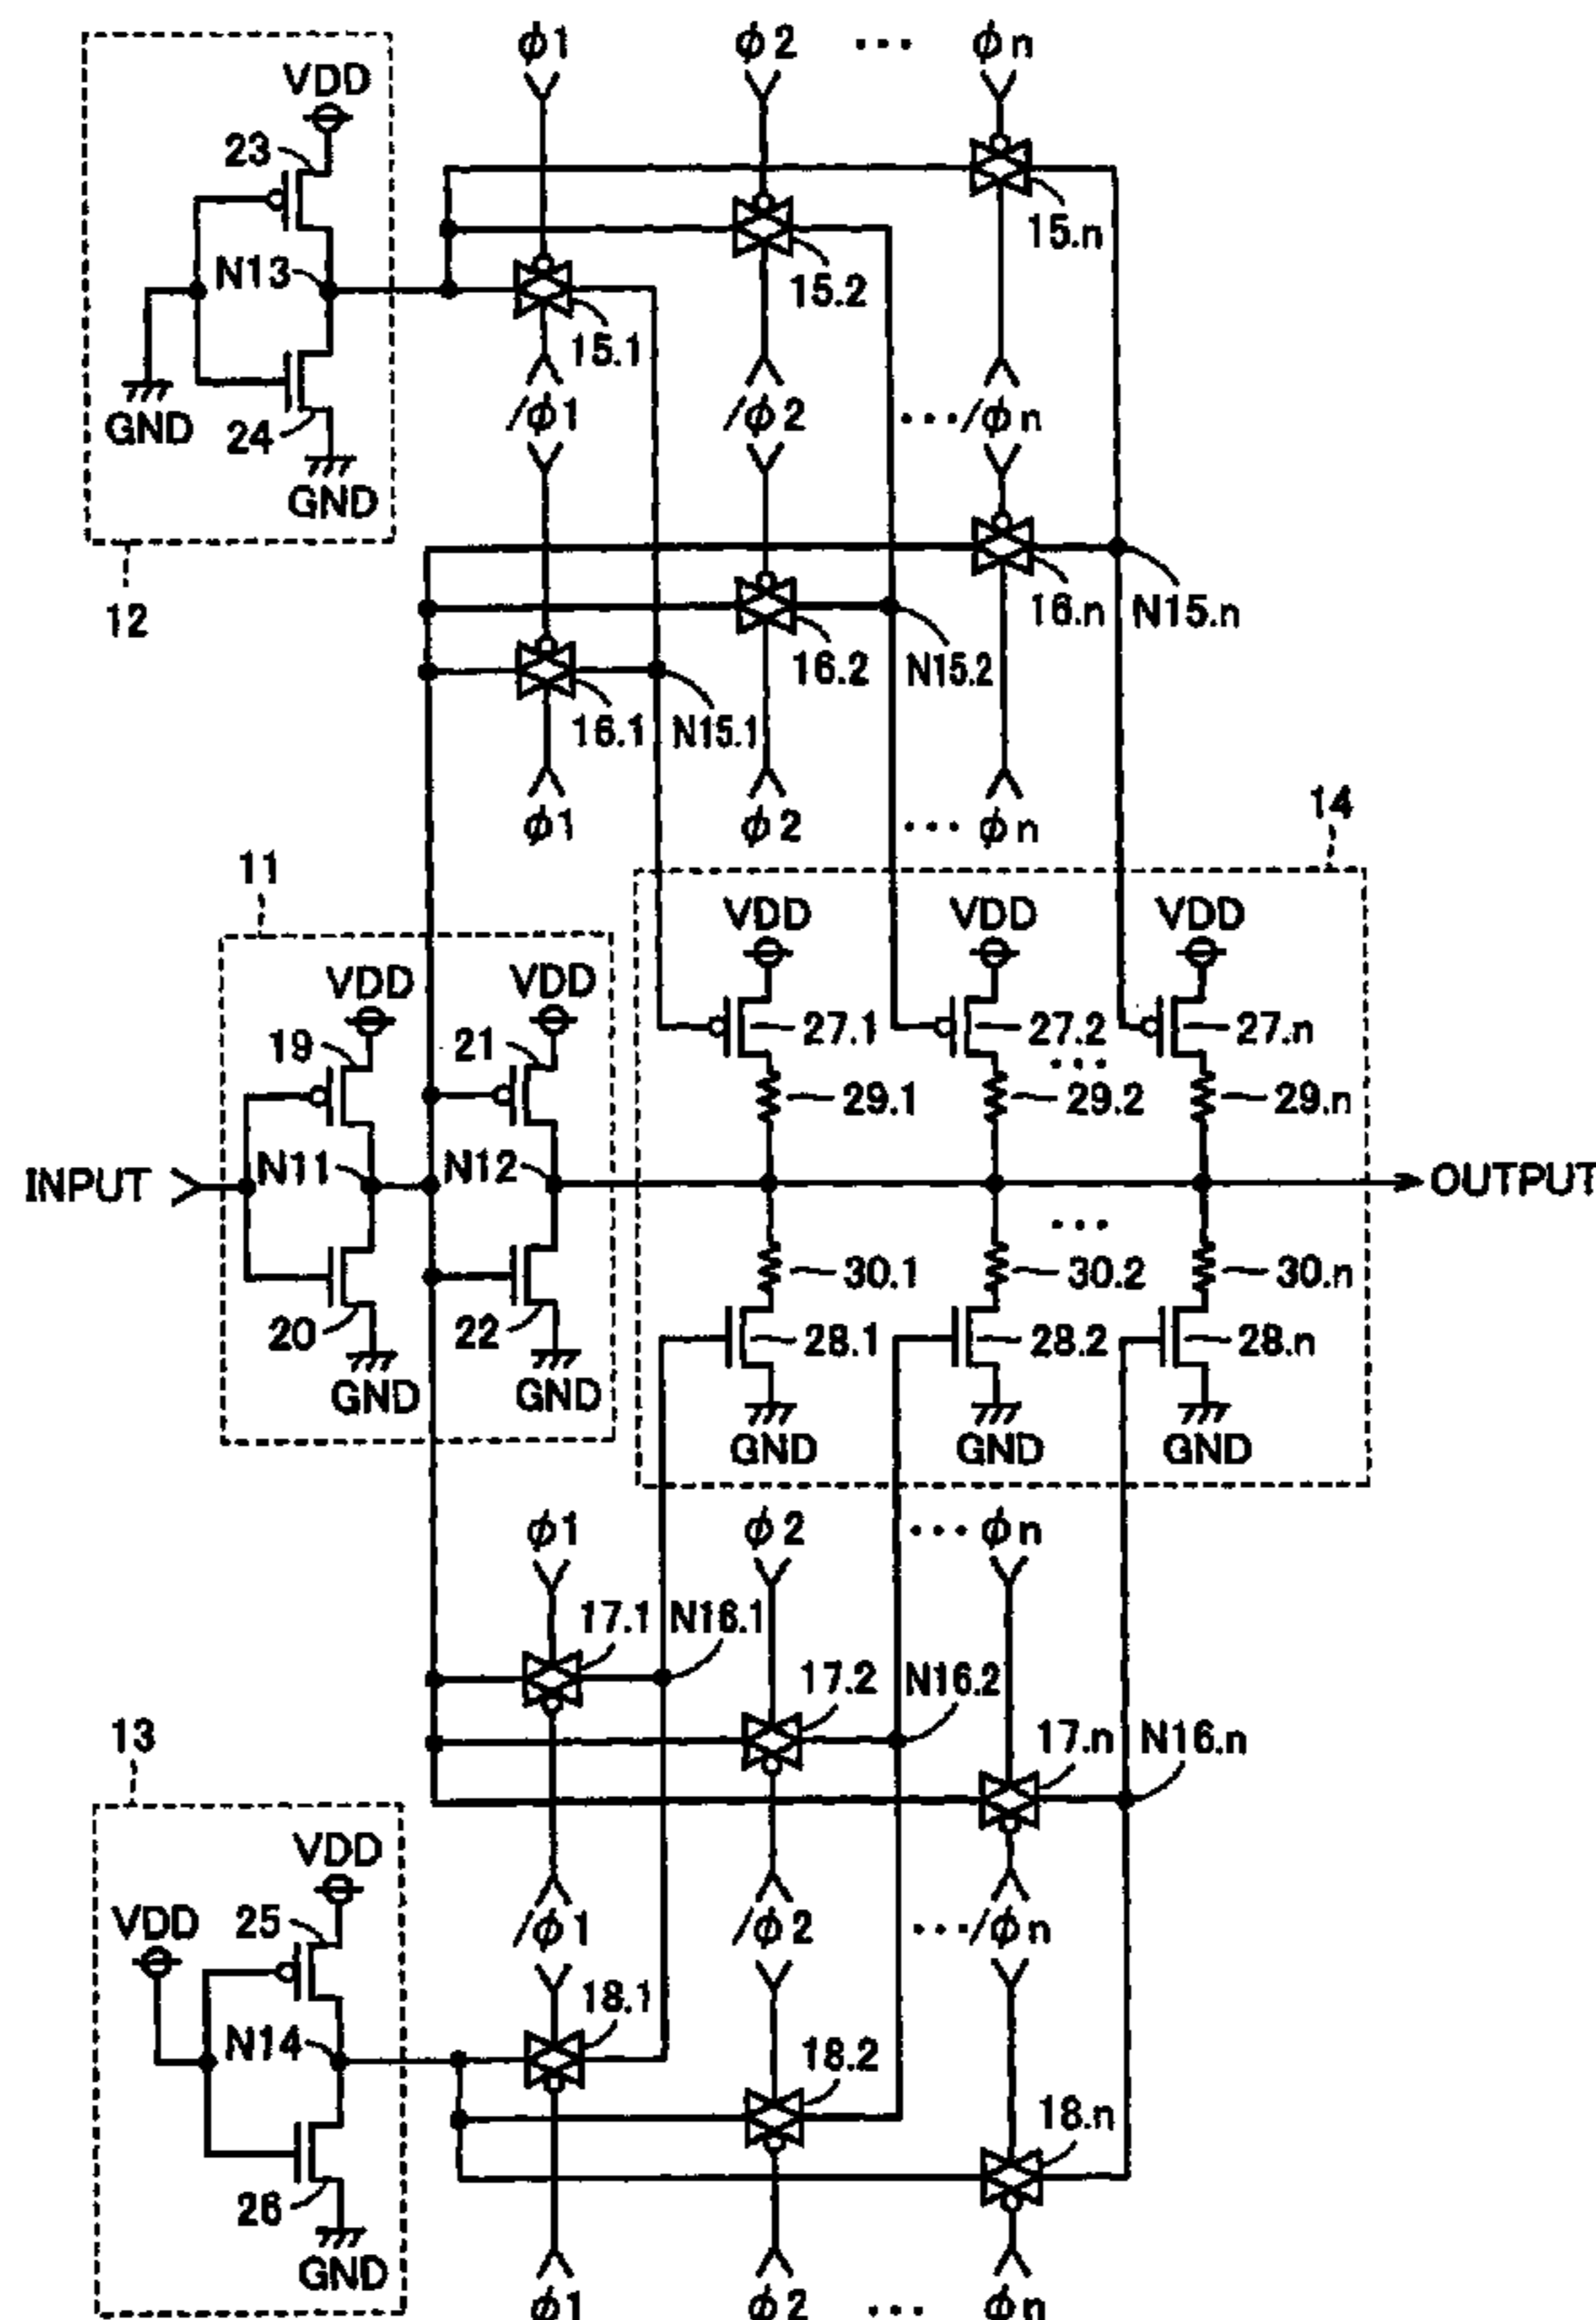 ϕ1 ϕ2 ... ϕn
VDD
23
15.n
N13
15.2
15.1
GND
24
/ϕ1 /ϕ2 .../ϕn
GND
12
16.n N15.n
16.2 N15.2
16.1 N15.1
14
ϕ1 ϕ2 ... ϕn
11
VDD VDD VDD
VDD VDD
27.1 27.2 27.n
19 21
...
29.1 29.2 29.n
INPUT N11 N12 OUTPUT
...
30.1 30.2 30.n
20 22 28.1 28.2 28.n
GND GND
GND GND GND
ϕ1 ϕ2 ... ϕn
17.1 N16.1
17.2 N16.2
13 17.n N16.n
VDD
VDD 25
/ϕ1 /ϕ2 .../ϕn
18.1
N14
18.2
18.n
26
GND
ϕ1 ϕ2 ... ϕn